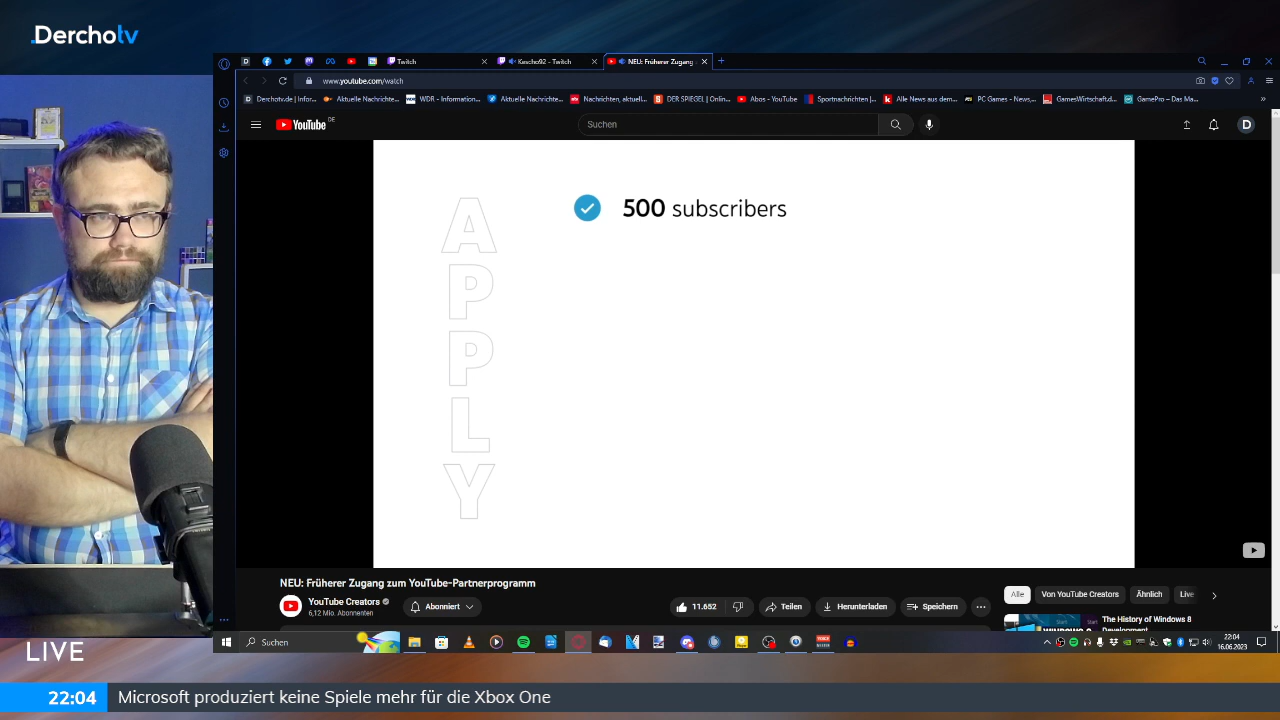 .Derchotv
Twitch
Kascho92 - Twitch
NEU: Früherer Zugang
www.youtube.com/watch
Derchotv.de | Infor...
Aktuelle Nachrichte...
WDR - Information...
Aktuelle Nachrichte...
Nachrichten, aktuell...
DER SPIEGEL | Onlin...
Abos - YouTube
Sportnachrichten |...
Alle News aus dem...
PC Games - News,...
GamesWirtschaft.d...
GamePro – Das Ma...
YouTube DE
Suchen
D
A
P
P
L
Y
500 subscribers
NEU: Früherer Zugang zum YouTube-Partnerprogramm
YouTube Creators
6,12 Mio. Abonnenten
Abonniert
11.652
Teilen
Herunterladen
Speichern
Alle
Von YouTube Creators
Ähnlich
Live
The History of Windows 8
Development
Suchen
22:04
16.06.2023
LIVE
22:04 Microsoft produziert keine Spiele mehr für die Xbox One